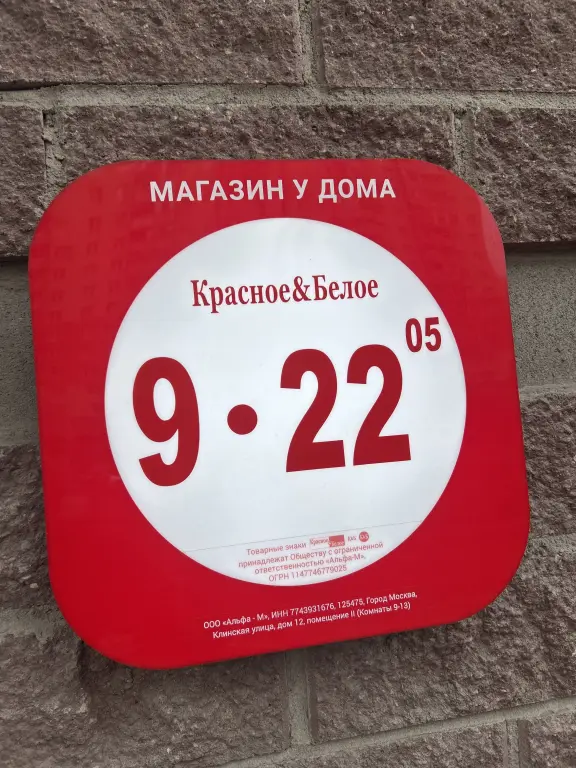 МАГАЗИН У ДОМА
Красное&Белое
9 • 22 05
Товарные знаки
принадлежат Обществу с ограниченной
ответственностью «Альфа-М»,
ОГРН 1147746779025
ООО «Альфа - М», ИНН 7743931676, 125475, Город Москва,
Клинская улица, дом 12, помещение II (Комнаты 9-13)